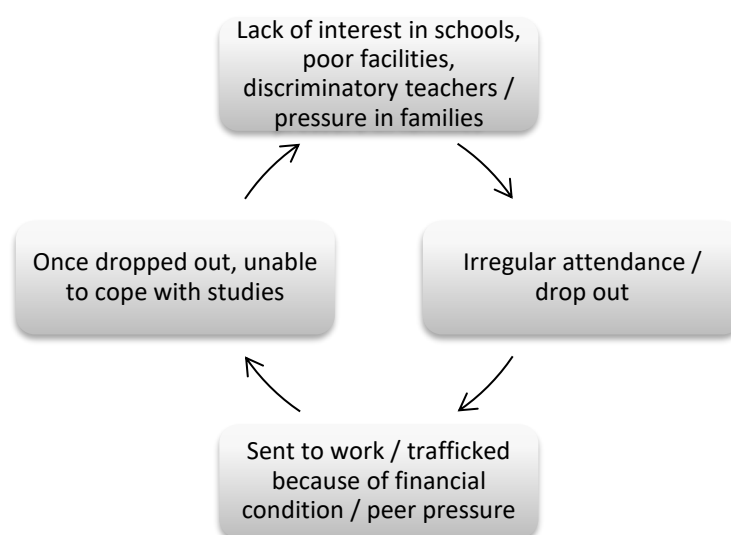 Lack of interest in schools,
poor facilities,
discriminatory teachers /
pressure in families
Irregular attendance /
drop out
Sent to work / trafficked
because of financial
condition / peer pressure
Once dropped out, unable
to cope with studies